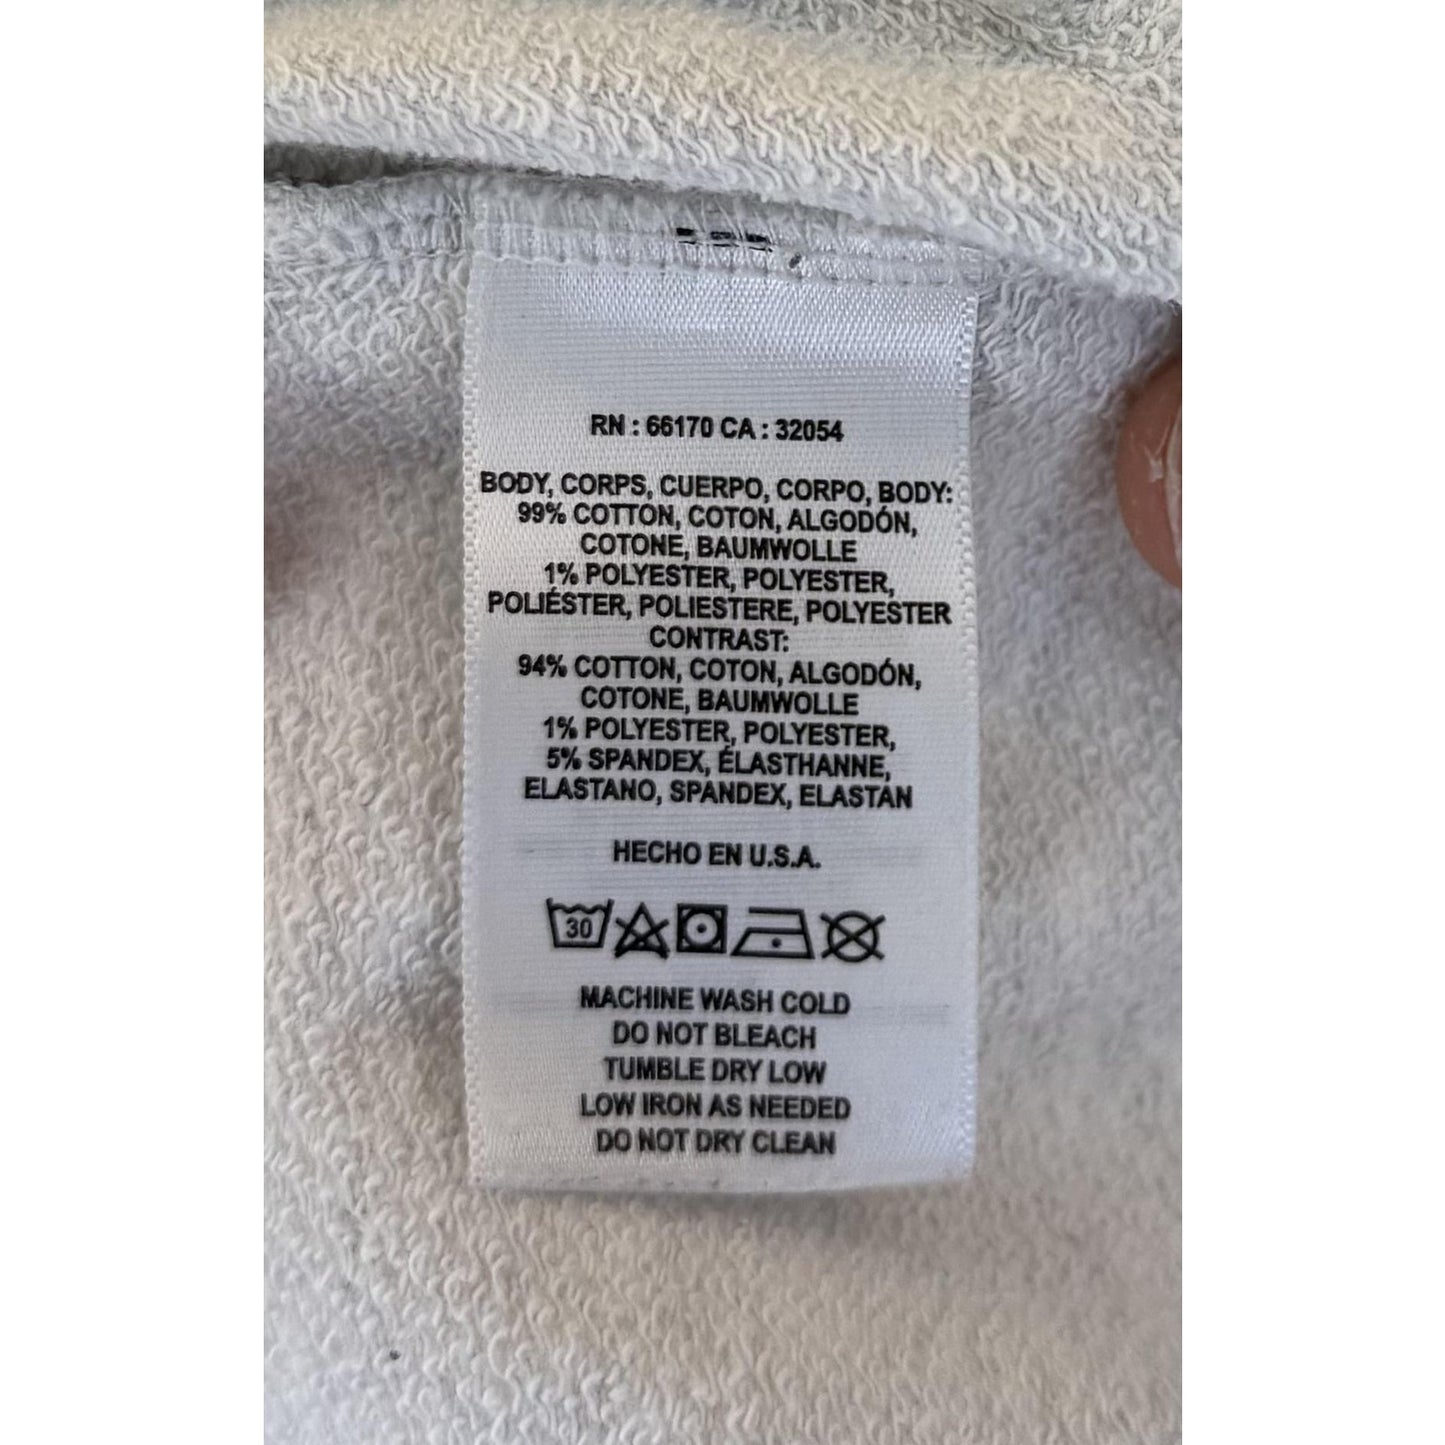 RN : 66170 CA : 32054
BODY, CORPS, CUERPO, CORPO, BODY:
99% COTTON, COTON, ALGODÓN,
COTONE, BAUMWOLLE
1% POLYESTER, POLYESTER,
POLIÉSTER, POLIESTERE, POLYESTER
CONTRAST:
94% COTTON, COTON, ALGODÓN,
COTONE, BAUMWOLLE
1% POLYESTER, POLYESTER,
5% SPANDEX, ÉLASTHANNE,
ELASTANO, SPANDEX, ELASTAN
HECHO EN U.S.A.
30
MACHINE WASH COLD
DO NOT BLEACH
TUMBLE DRY LOW
LOW IRON AS NEEDED
DO NOT DRY CLEAN